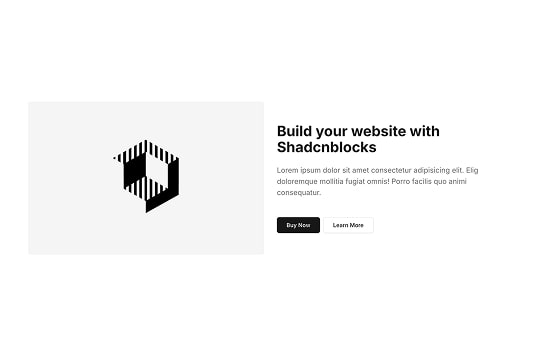 Build your website with
Shadcnblocks
Lorem ipsum dolor sit amet consectetur adipisicing elit. Elig
doloremque mollitia fugiat omnis! Porro facilis quo animi
consequatur.
Buy Now
Learn More